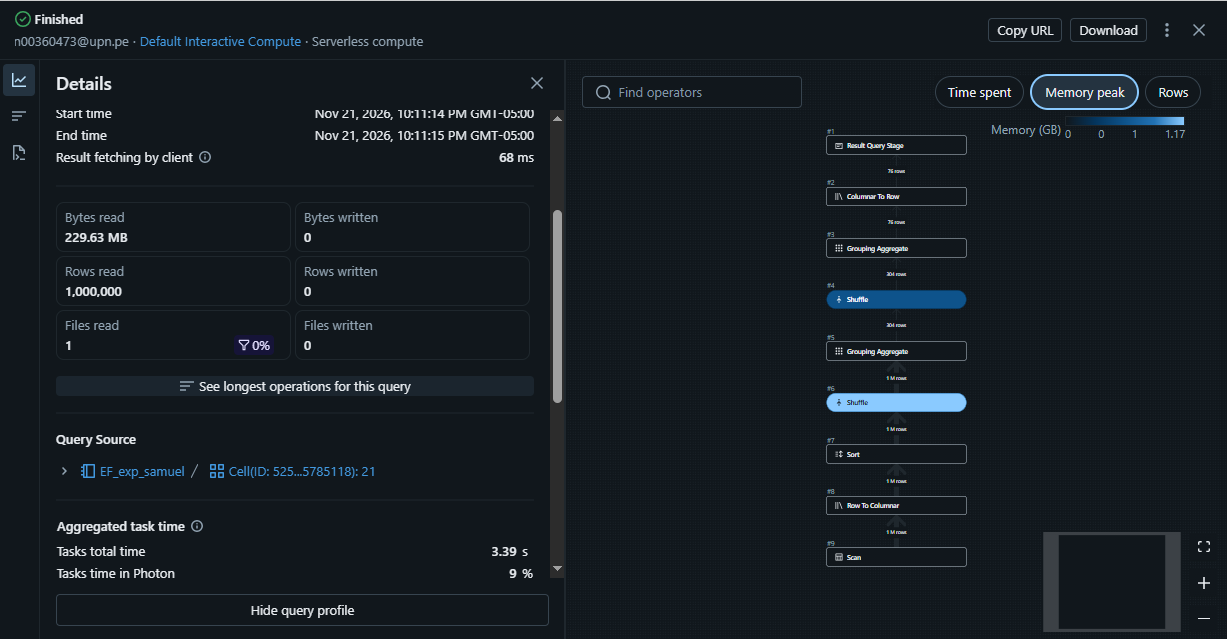 Finished
n00360473@upn.pe · Default Interactive Compute · Serverless compute
Copy URL
Download
Details
Start time Nov 21, 2026, 10:11:14 PM GMT-05:00
End time Nov 21, 2026, 10:11:15 PM GMT-05:00
Result fetching by client 68 ms
Bytes read
229.63 MB
Bytes written
0
Rows read
1,000,000
Rows written
0
Files read
1
0%
Files written
0
See longest operations for this query
Query Source
EF_exp_samuel / Cell(ID: 525...5785118): 21
Aggregated task time
Tasks total time 3.39 s
Tasks time in Photon 9 %
Hide query profile
Find operators
Time spent
Memory peak
Rows
Memory (GB) 0 0 1 1.17
#1
Result Query Stage
76 rows
#2
Columnar To Row
76 rows
#3
Grouping Aggregate
304 rows
#4
Shuffle
304 rows
#5
Grouping Aggregate
1 M rows
#6
Shuffle
1 M rows
#7
Sort
1 M rows
#8
Row To Columnar
1 M rows
#9
Scan